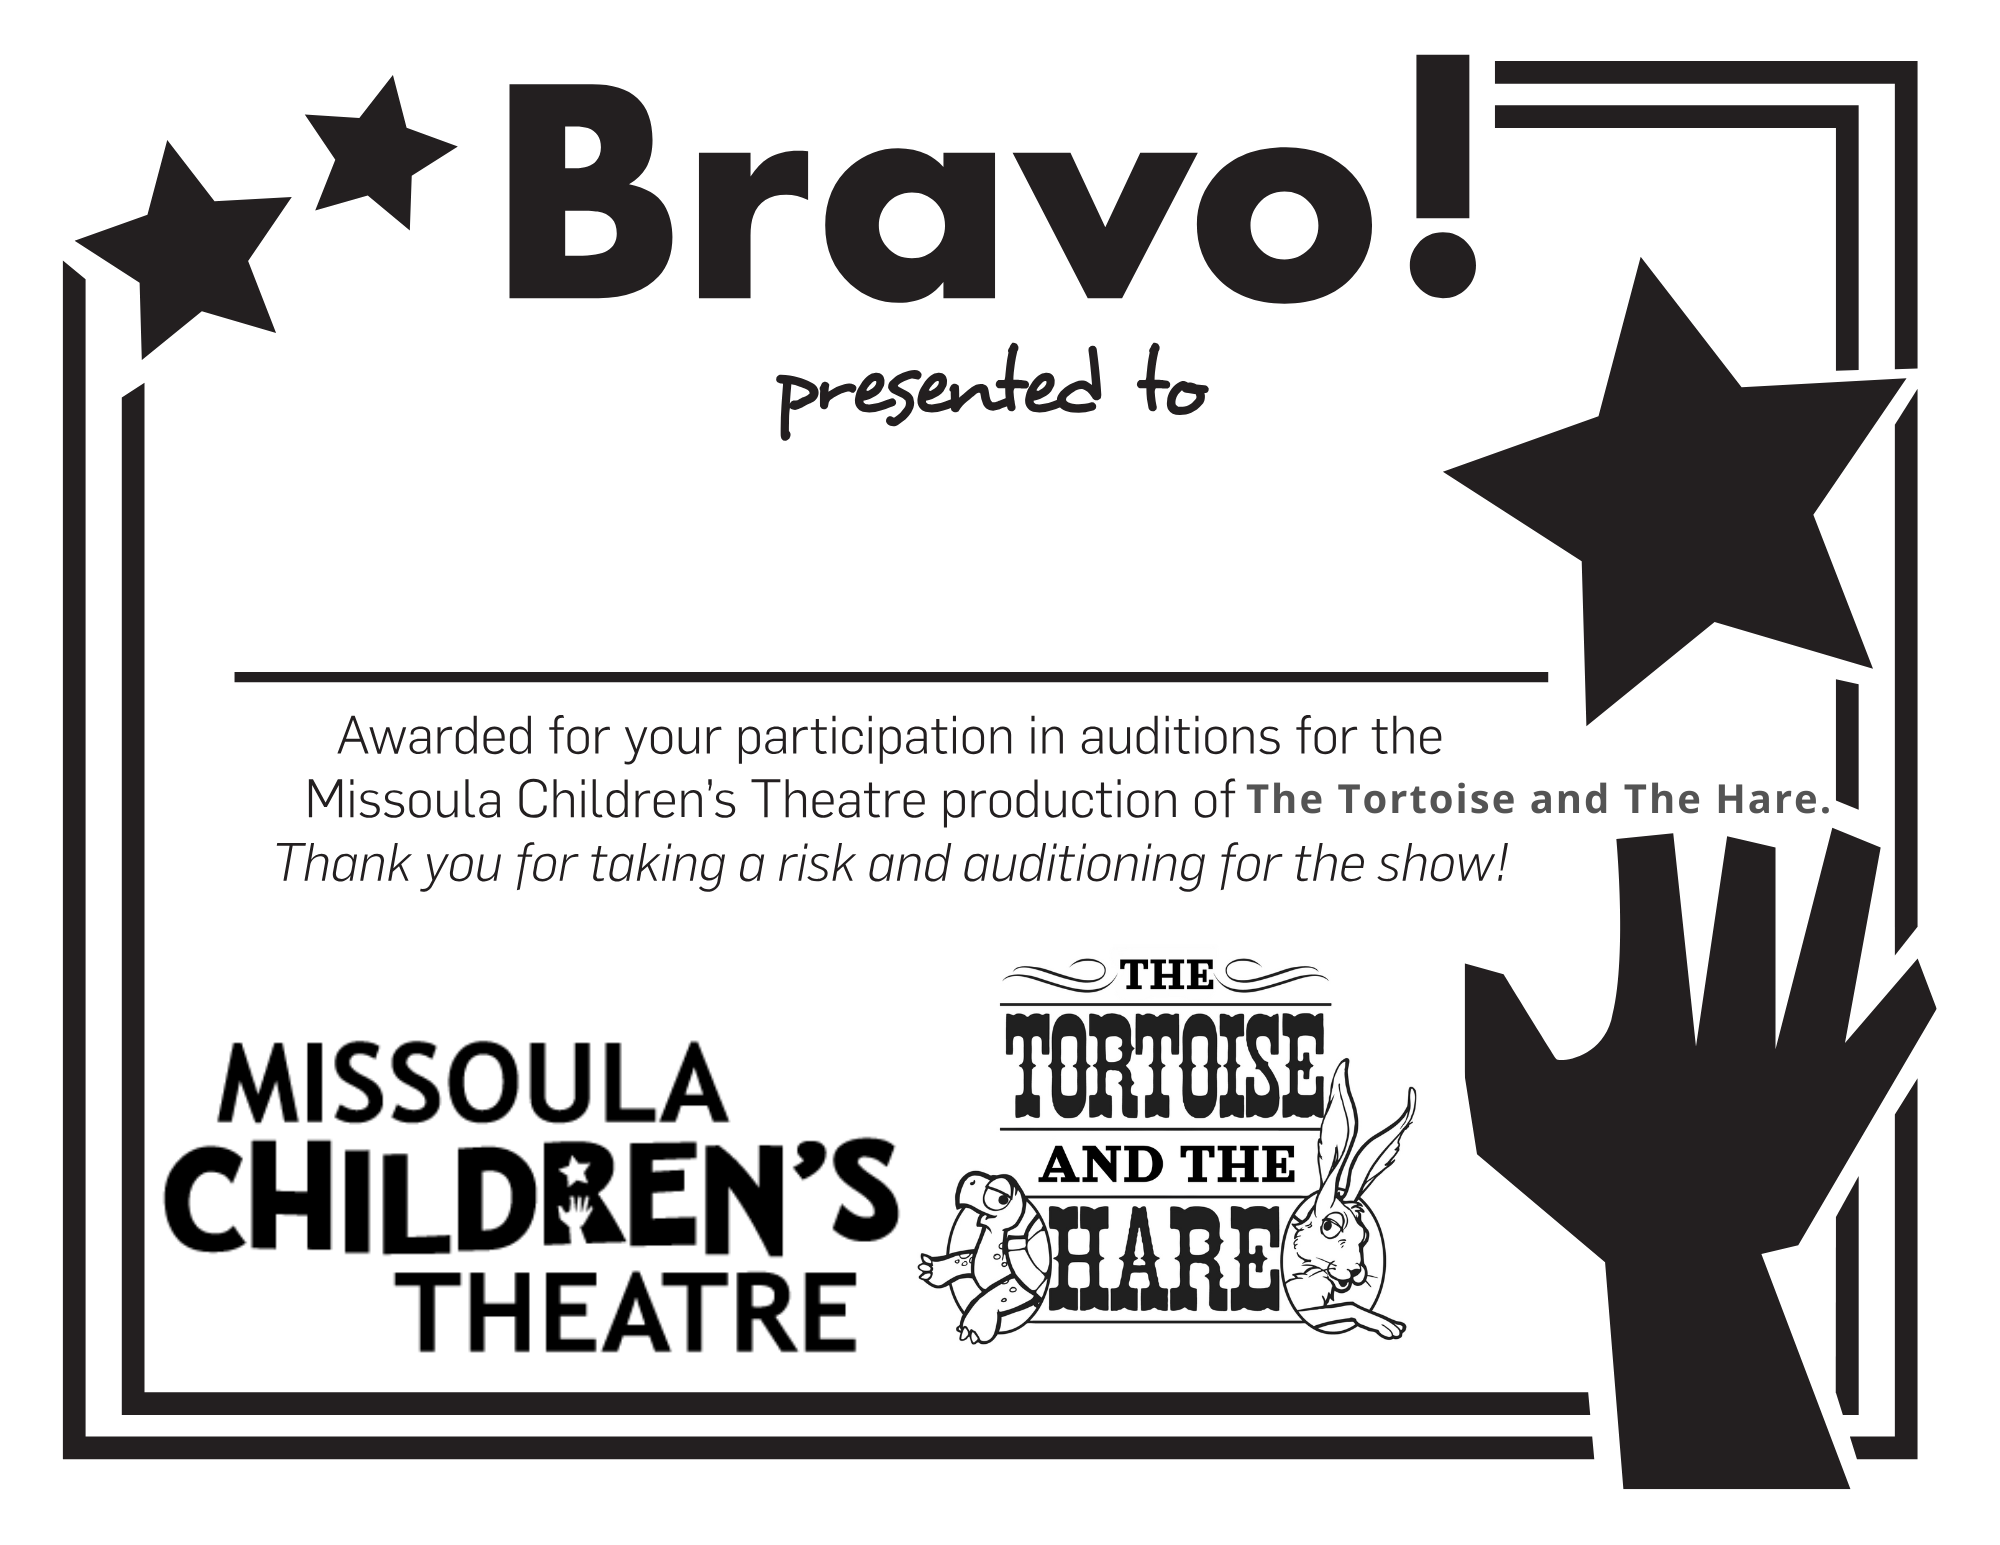 Bravo!
presented to
Awarded for your participation in auditions for the
Missoula Children’s Theatre production of The Tortoise and The Hare.
Thank you for taking a risk and auditioning for the show!
THE
TORTOISE
AND THE
HARE
MISSOULA
CHILDREN’S
THEATRE